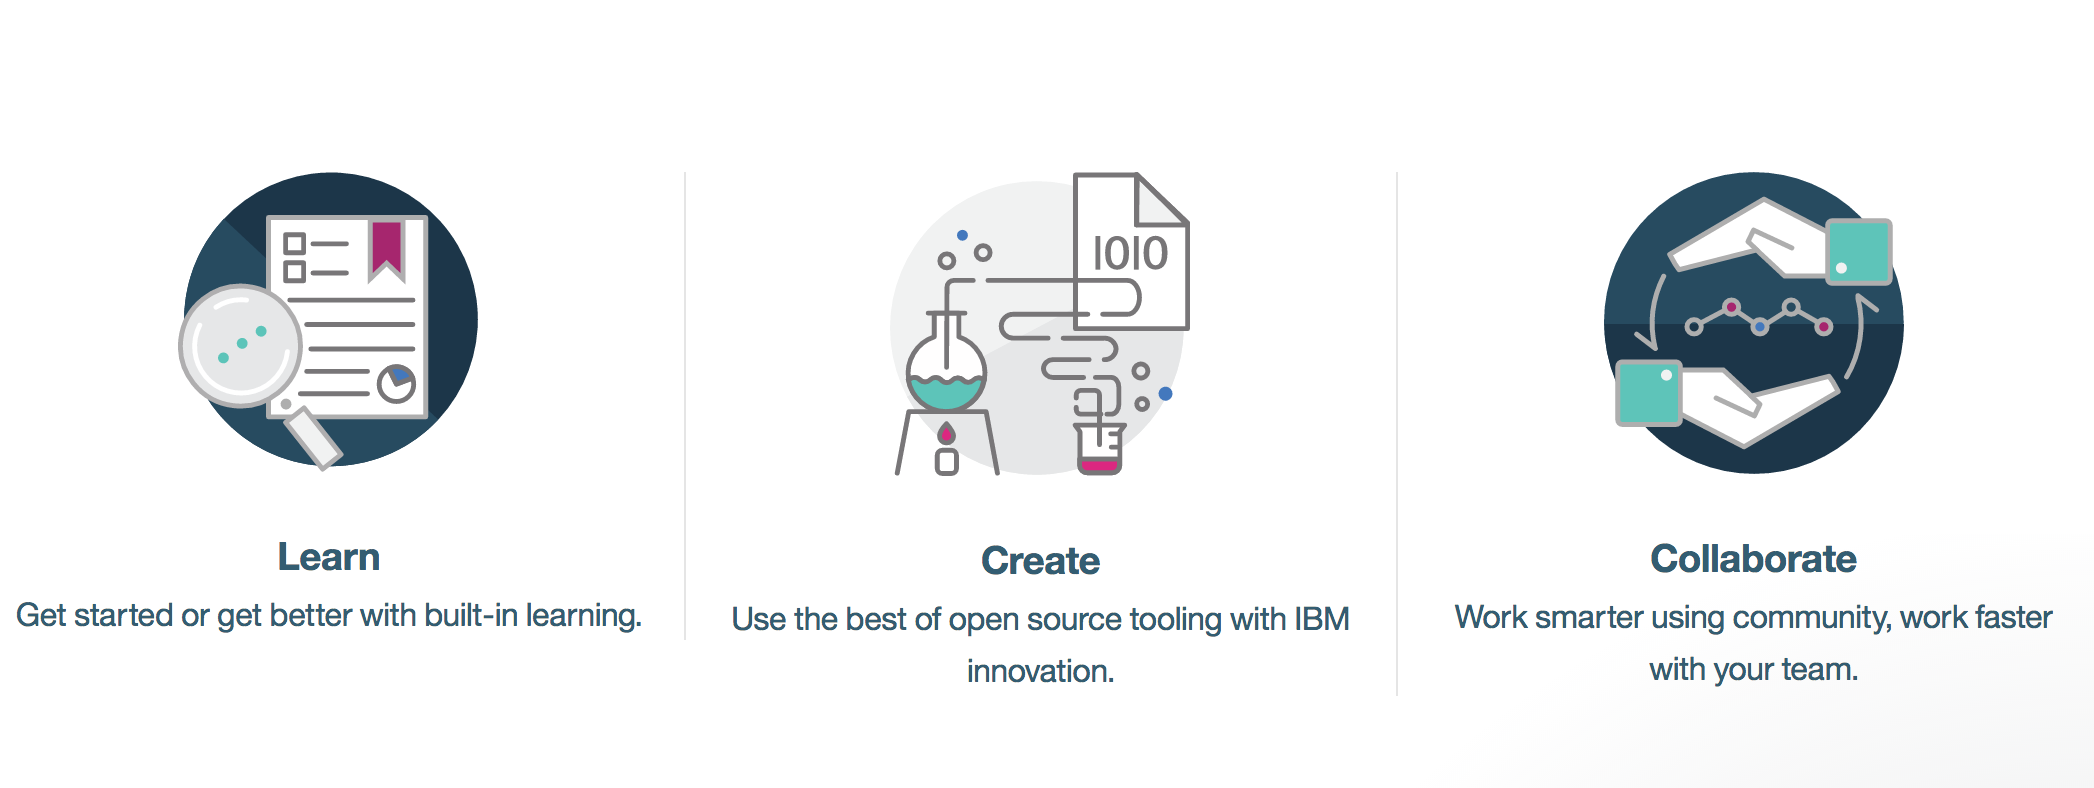 IOIO
Learn
Get started or get better with built-in learning.
Create
Use the best of open source tooling with IBM
innovation.
Collaborate
Work smarter using community, work faster
with your team.